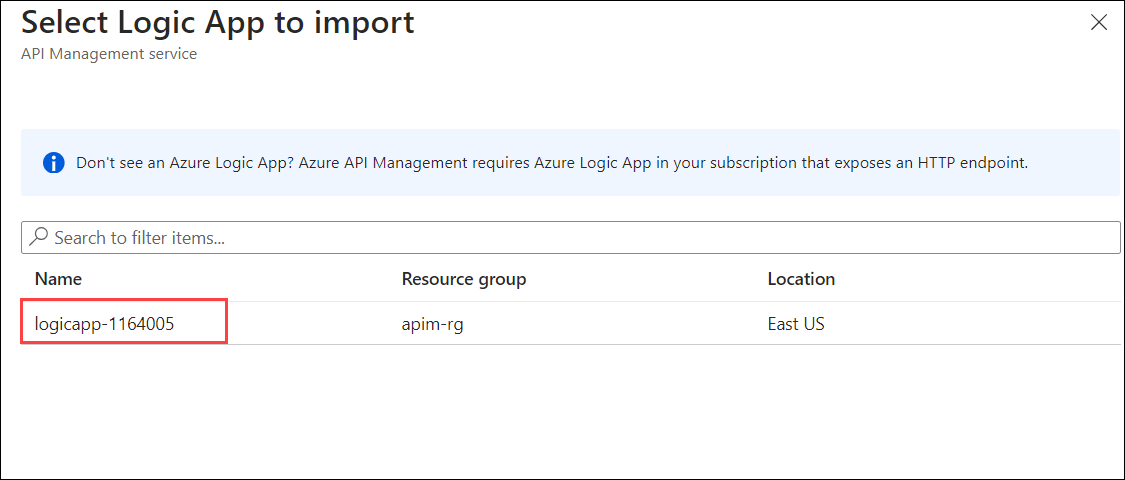 Select Logic App to import
API Management service
Don't see an Azure Logic App? Azure API Management requires Azure Logic App in your subscription that exposes an HTTP endpoint.
Search to filter items...
Name Resource group Location
logicapp-1164005 apim-rg East US